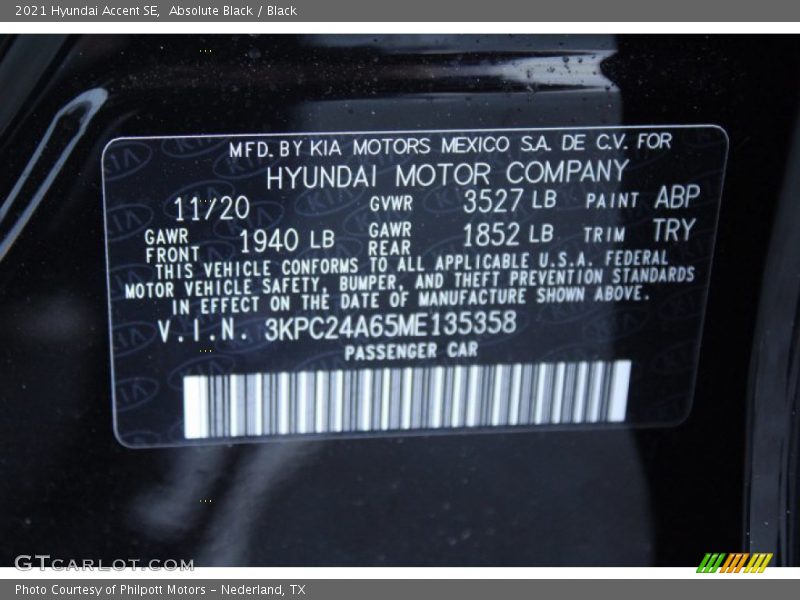 2021 Hyundai Accent SE,  Absolute Black / Black
MFD. BY KIA MOTORS MEXICO S.A. DE C.V. FOR
HYUNDAI MOTOR COMPANY
11/20 GVWR 3527 LB PAINT ABP
GAWR FRONT 1940 LB GAWR REAR 1852 LB TRIM TRY
THIS VEHICLE CONFORMS TO ALL APPLICABLE U.S.A. FEDERAL
MOTOR VEHICLE SAFETY, BUMPER, AND THEFT PREVENTION STANDARDS
IN EFFECT ON THE DATE OF MANUFACTURE SHOWN ABOVE.
V.I.N. 3KPC24A65ME135358
PASSENGER CAR
GTCARLOT.COM
Photo Courtesy of Philpott Motors - Nederland, TX